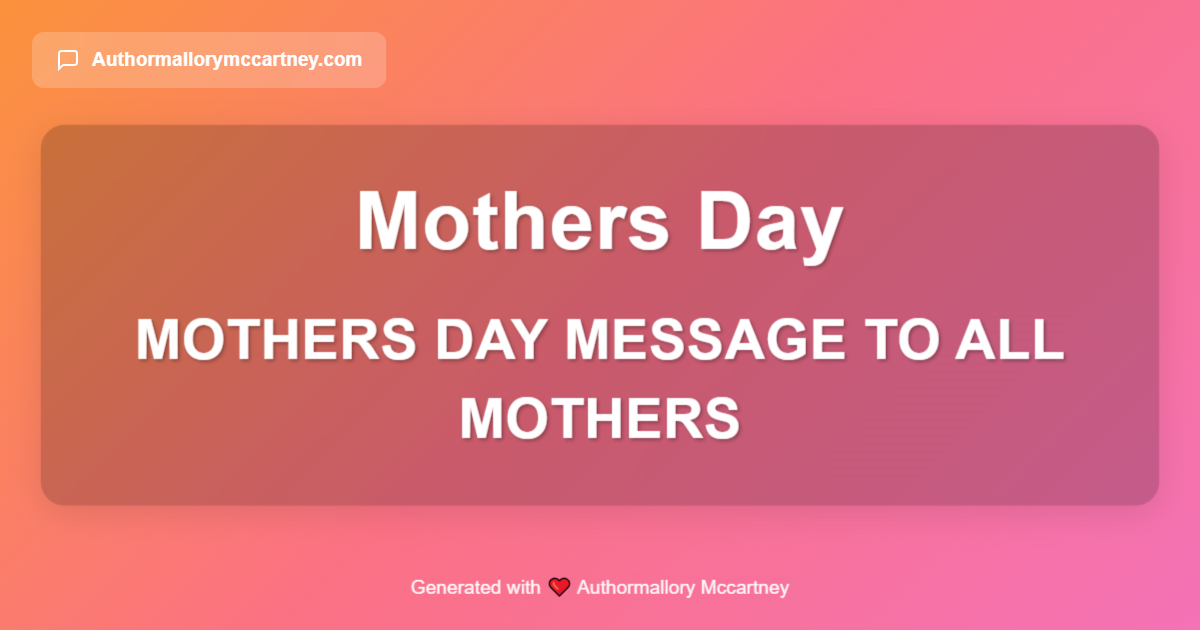 Authormallorymccartney.com
Mothers Day
MOTHERS DAY MESSAGE TO ALL
MOTHERS
Generated with ❤️ Authormallory Mccartney